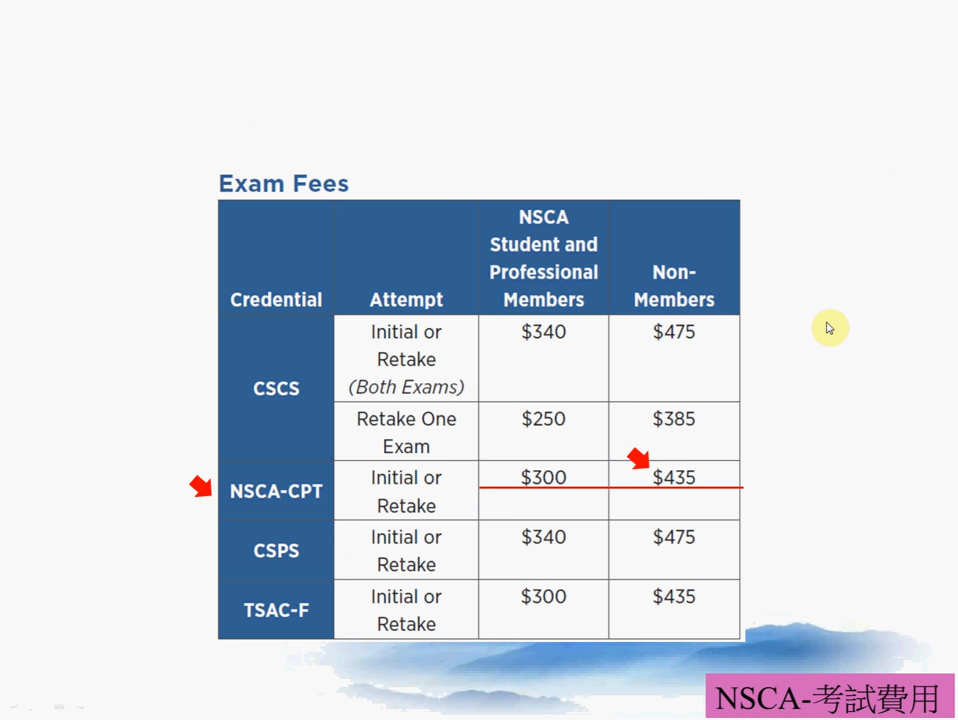 Exam Fees
NSCA
Student and
Professional
Members
Non-
Members
Credential
Attempt
CSCS
Initial or
Retake
(Both Exams)
$340
$475
Retake One
Exam
$250
$385
NSCA-CPT
Initial or
Retake
$300
$435
CSPS
Initial or
Retake
$340
$475
TSAC-F
Initial or
Retake
$300
$435
NSCA-考試費用